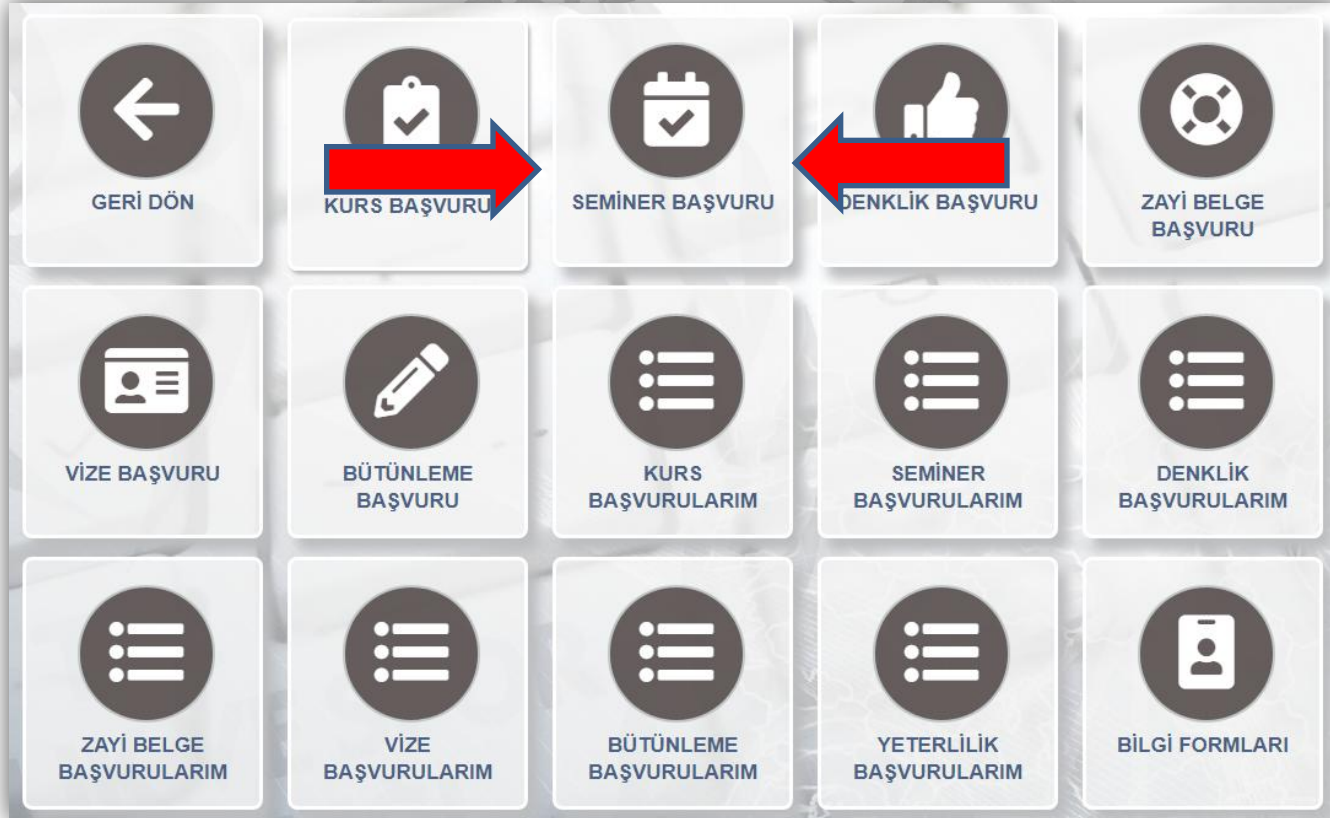 GERİ DÖN
KURS BAŞVURU
SEMİNER BAŞVURU
DENKLİK BAŞVURU
ZAYİ BELGE
BAŞVURU
VİZE BAŞVURU
BÜTÜNLEME
BAŞVURU
KURS
BAŞVURULARIM
SEMİNER
BAŞVURULARIM
DENKLİK
BAŞVURULARIM
ZAYİ BELGE
BAŞVURULARIM
VİZE
BAŞVURULARIM
BÜTÜNLEME
BAŞVURULARIM
YETERLİLİK
BAŞVURULARIM
BİLGİ FORMLARI